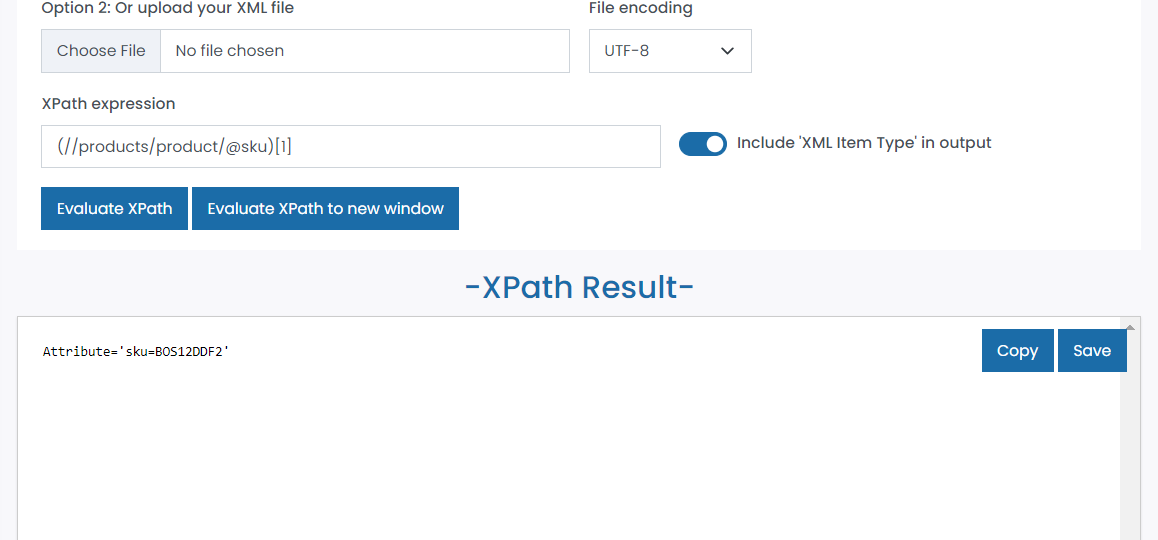 Option 2: Or upload your XML file
File encoding
Choose File
No file chosen
UTF-8
XPath expression
(//products/product/@sku)[1]
Include 'XML Item Type' in output
Evaluate XPath
Evaluate XPath to new window
-XPath Result-
Attribute='sku=BOS12DDF2'
Copy
Save